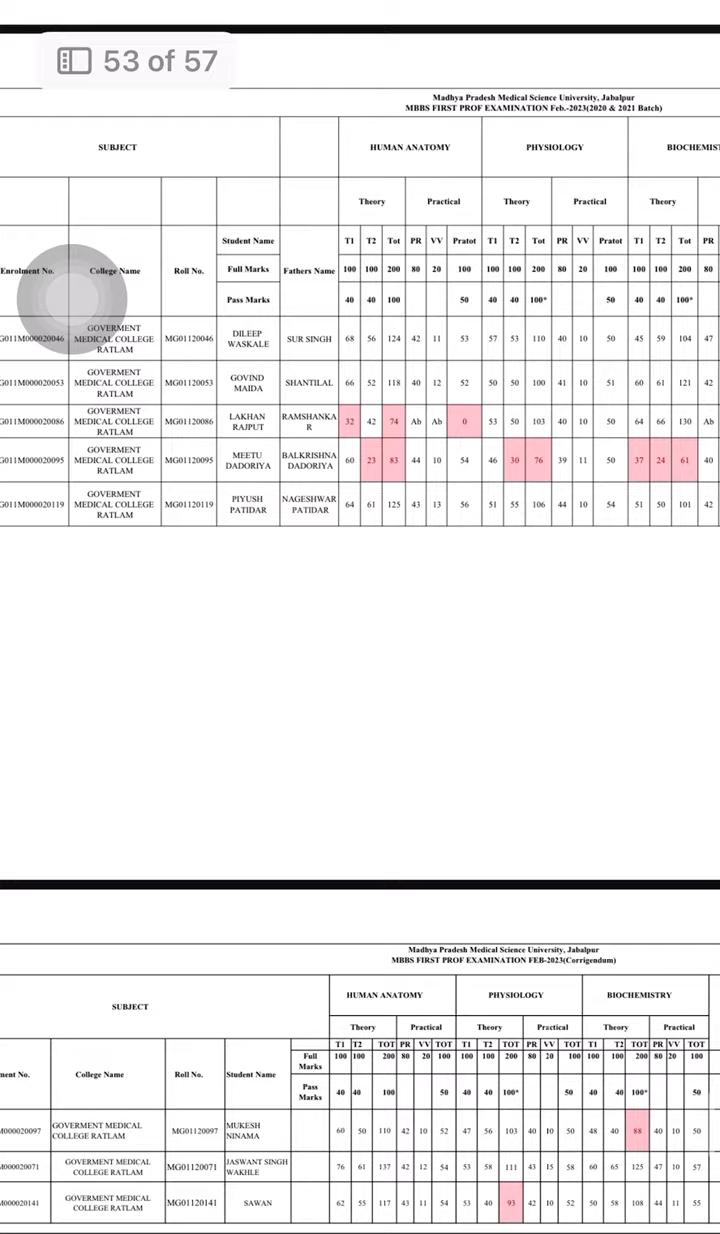 53 of 57
Madhya Pradesh Medical Science University, Jabalpur
MBBS FIRST PROF EXAMINATION Feb.-2023(2020 & 2021 Batch)
SUBJECT HUMAN ANATOMY PHYSIOLOGY BIOCHEMIST
Theory Practical Theory Practical Theory
Student Name T1 T2 Tot PR VV Pratot T1 T2 Tot PR VV Pratot T1 T2 Tot PR
Enrolment No. College Name Roll No. Full Marks Fathers Name 100 100 200 80 20 100 100 100 200 80 20 100 100 100 200 80
Pass Marks 40 40 100 50 40 40 100* 50 40 40 100*
G011M000020046 GOVERMENT MEDICAL COLLEGE RATLAM MG01120046 DILEEP WASKALE SUR SINGH 68 56 124 42 11 53 57 53 110 40 10 50 45 59 104 47
G011M000020053 GOVERMENT MEDICAL COLLEGE RATLAM MG01120053 GOVIND MAIDA SHANTILAL 66 52 118 40 12 52 50 50 100 41 10 51 60 61 121 42
G011M000020086 GOVERMENT MEDICAL COLLEGE RATLAM MG01120086 LAKHAN RAJPUT RAMSHANKA R 32 42 74 Ab Ab 0 53 50 103 40 10 50 64 66 130 Ab
G011M000020095 GOVERMENT MEDICAL COLLEGE RATLAM MG01120095 MEETU DADORIYA BALKRISHNA DADORIYA 60 23 83 44 10 54 46 30 76 39 11 50 37 24 61 40
G011M000020119 GOVERMENT MEDICAL COLLEGE RATLAM MG01120119 PIYUSH PATIDAR NAGESHWAR PATIDAR 64 61 125 43 13 56 51 55 106 44 10 54 51 50 101 42
Madhya Pradesh Medical Science University, Jabalpur
MBBS FIRST PROF EXAMINATION FEB-2023(Corrigendum)
SUBJECT HUMAN ANATOMY PHYSIOLOGY BIOCHEMISTRY
Theory Practical Theory Practical Theory Practical
T1 T2 TOT PR VV TOT T1 T2 TOT PR VV TOT T1 T2 TOT PR VV TOT
ment No. College Name Roll No. Student Name Full Marks 100 100 200 80 20 100 100 100 200 80 20 100 100 100 200 80 20 100
Pass Marks 40 40 100 50 40 40 100* 50 40 40 100* 50
M000020097 GOVERMENT MEDICAL COLLEGE RATLAM MG01120097 MUKESH NINAMA 60 50 110 42 10 52 47 56 103 40 10 50 48 40 88 40 10 50
M000020071 GOVERMENT MEDICAL COLLEGE RATLAM MG01120071 JASWANT SINGH WAKHLE 76 61 137 42 12 54 53 58 111 43 15 58 60 65 125 47 10 57
M000020141 GOVERMENT MEDICAL COLLEGE RATLAM MG01120141 SAWAN 62 55 117 43 11 54 53 40 93 42 10 52 50 58 108 44 11 55